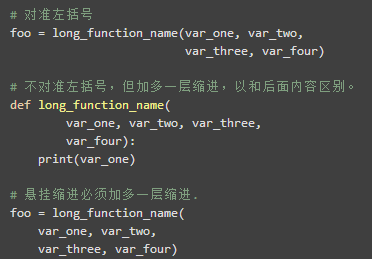 # 对准左括号
foo = long_function_name(var_one, var_two,
                         var_three, var_four)

# 不对准左括号，但加多一层缩进，以和后面内容区别。
def long_function_name(
        var_one, var_two, var_three,
        var_four):
    print(var_one)

# 悬挂缩进必须加多一层缩进.
foo = long_function_name(
    var_one, var_two,
    var_three, var_four)